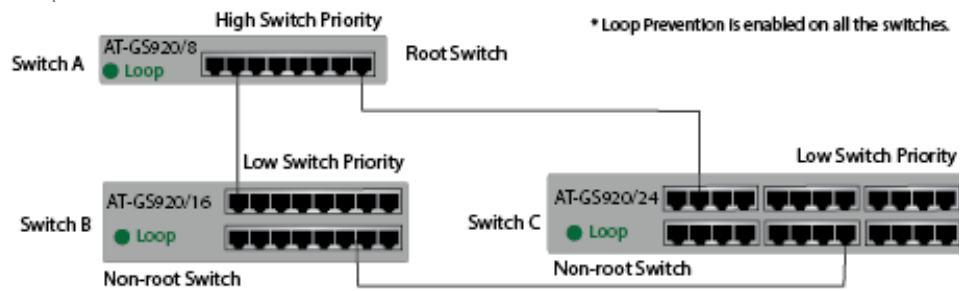 High Switch Priority
* Loop Prevention is enabled on all the switches.
AT-GS920/8
Switch A
Loop
Root Switch
Low Switch Priority
Low Switch Priority
AT-GS920/16
AT-GS920/24
Switch B
Loop
Switch C
Loop
Non-root Switch
Non-root Switch